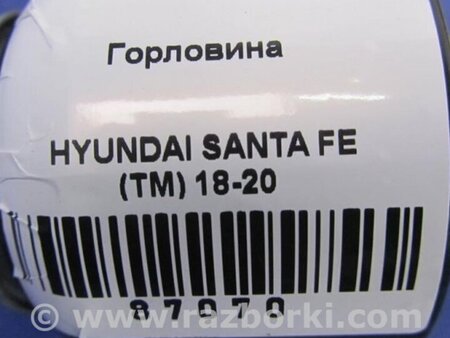 Горловина
HYUNDAI SANTA FE
(TM) 18-20
www.razborki.com